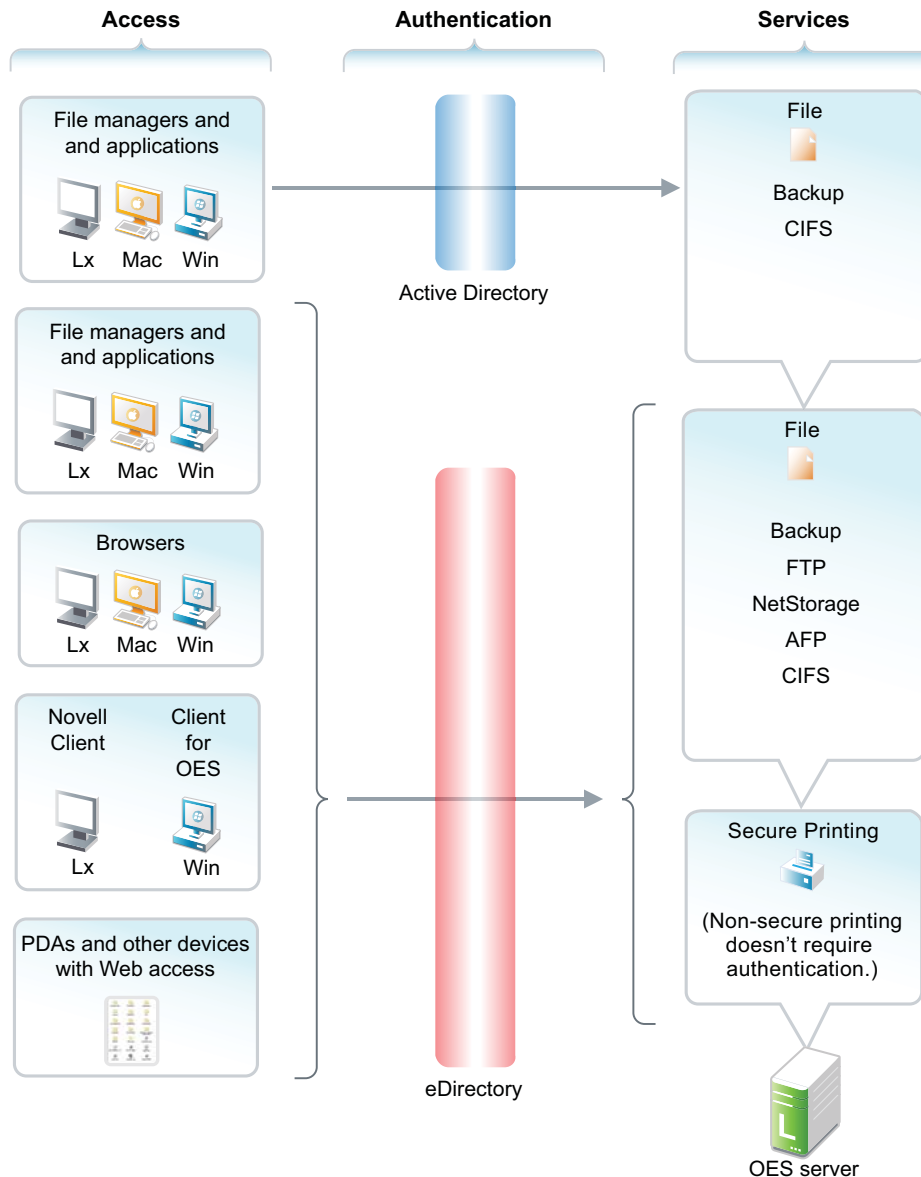 Access
Authentication
Services
File managers and
and applications
Lx Mac Win
Active Directory
File
Backup
CIFS
File managers and
and applications
Lx Mac Win
Browsers
Lx Mac Win
Novell
Client
Client
for
OES
Lx
Win
PDAs and other devices
with Web access
eDirectory
File
Backup
FTP
NetStorage
AFP
CIFS
Secure Printing
(Non-secure printing
doesn't require
authentication.)
L
OES server